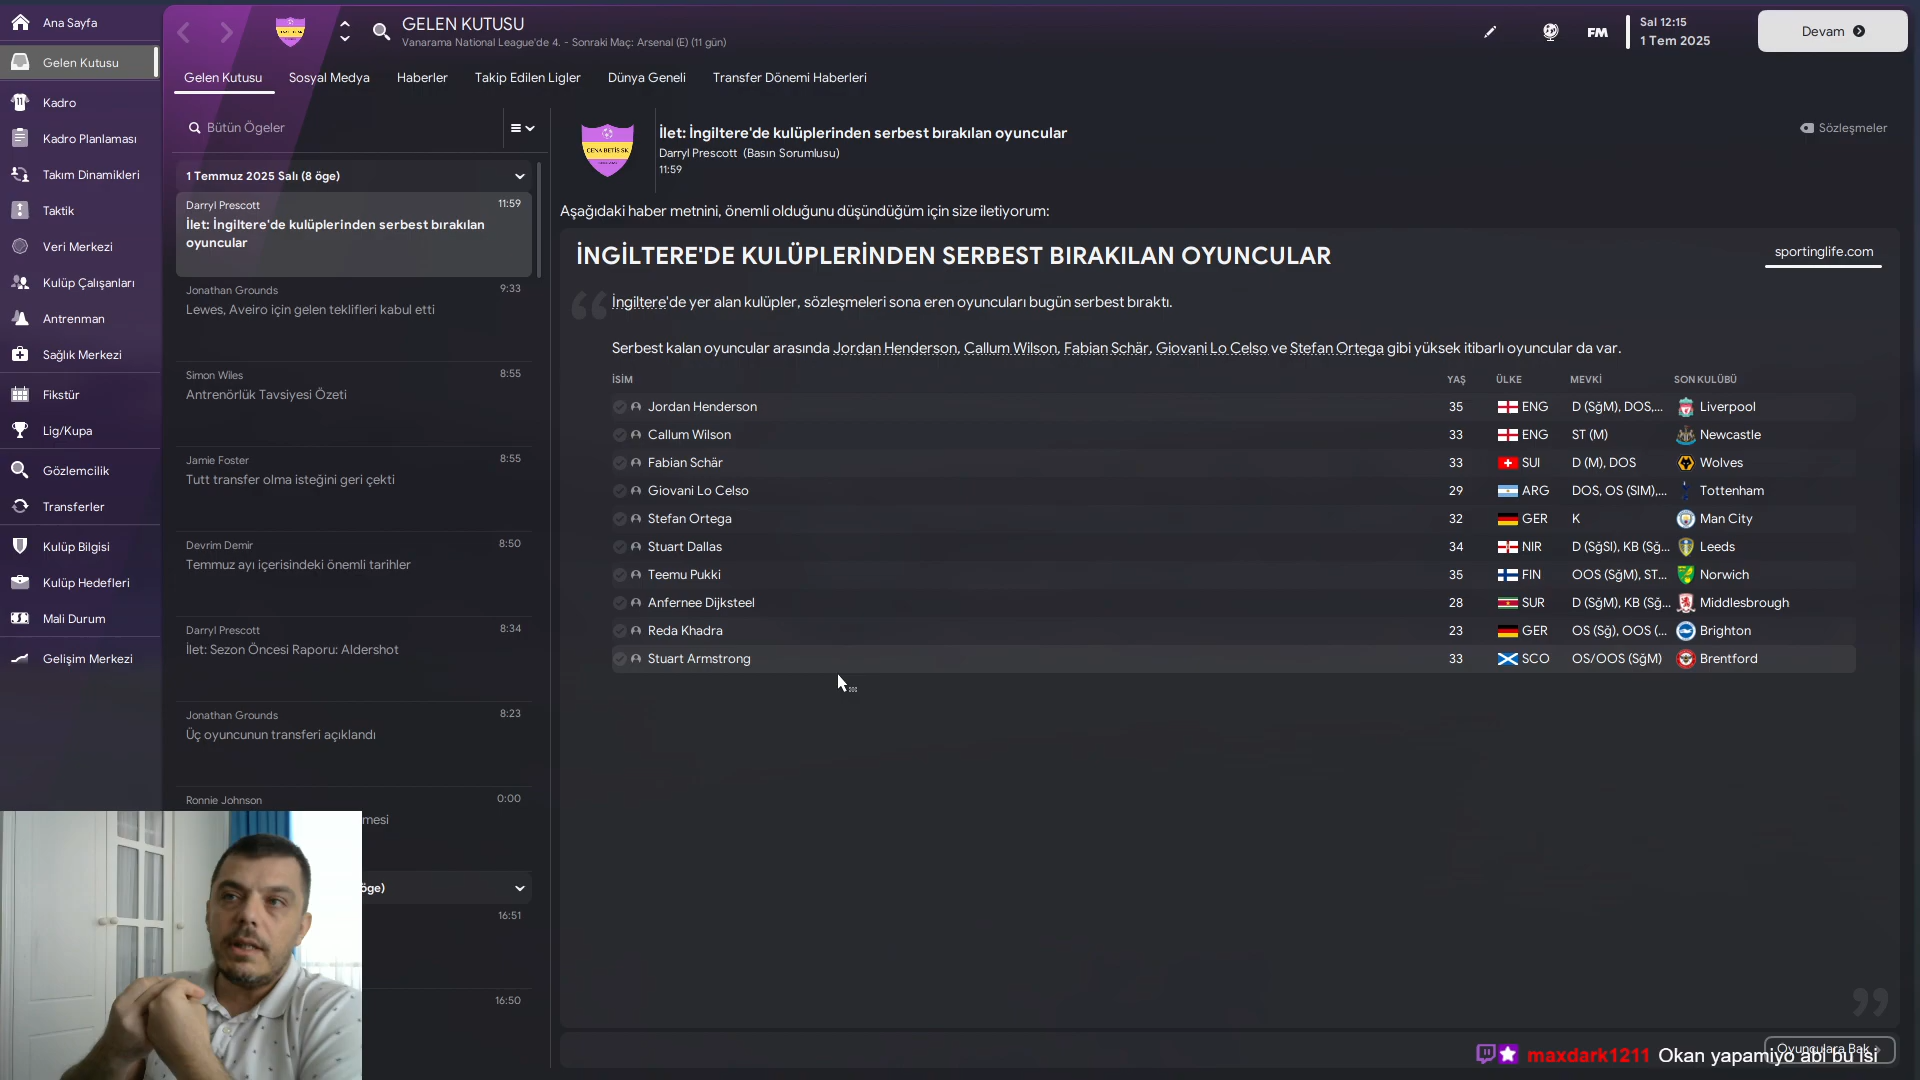 Ana Sayfa
Gelen Kutusu
Kadro
Kadro Planlaması
Takım Dinamikleri
Taktik
Veri Merkezi
Kulüp Çalışanları
Antrenman
Sağlık Merkezi
Fikstür
Lig/Kupa
Gözlemcilik
Transferler
Kulüp Bilgisi
Kulüp Hedefleri
Mali Durum
Gelişim Merkezi
GELEN KUTUSU
Vanarama National League'de 4. - Sonraki Maç: Arsenal (E) (11 gün)
FM
Sal 12:15
1 Tem 2025
Devam
Gelen Kutusu Sosyal Medya Haberler Takip Edilen Ligler Dünya Geneli Transfer Dönemi Haberleri
Bütün Ögeler
1 Temmuz 2025 Salı (8 öge)
Darryl Prescott 11:59
İlet: İngiltere'de kulüplerinden serbest bırakılan
oyuncular
Jonathan Grounds 9:33
Lewes, Aveiro için gelen teklifleri kabul etti
Simon Wiles 8:55
Antrenörlük Tavsiyesi Özeti
Jamie Foster 8:55
Tutt transfer olma isteğini geri çekti
Devrim Demir 8:50
Temmuz ayı içerisindeki önemli tarihler
Darryl Prescott 8:34
İlet: Sezon Öncesi Raporu: Aldershot
Jonathan Grounds 8:23
Üç oyuncunun transferi açıklandı
Ronnie Johnson 0:00
mesi
öge)
16:51
16:50
CENA BETİS SK
İlet: İngiltere'de kulüplerinden serbest bırakılan oyuncular
Darryl Prescott (Basın Sorumlusu)
11:59
Sözleşmeler
Aşağıdaki haber metnini, önemli olduğunu düşündüğüm için size iletiyorum:
İNGİLTERE'DE KULÜPLERİNDEN SERBEST BIRAKILAN OYUNCULAR
sportinglife.com
İngiltere'de yer alan kulüpler, sözleşmeleri sona eren oyuncuları bugün serbest bıraktı.
Serbest kalan oyuncular arasında Jordan Henderson, Callum Wilson, Fabian Schär, Giovani Lo Celso ve Stefan Ortega gibi yüksek itibarlı oyuncular da var.
İSİM YAŞ ÜLKE MEVKİ SON KULÜBÜ
Jordan Henderson 35 ENG D (SğM), DOS,... Liverpool
Callum Wilson 33 ENG ST (M) Newcastle
Fabian Schär 33 SUI D (M), DOS Wolves
Giovani Lo Celso 29 ARG DOS, OS (SIM),... Tottenham
Stefan Ortega 32 GER K Man City
Stuart Dallas 34 NIR D (SğSl), KB (Sğ... Leeds
Teemu Pukki 35 FIN OOS (SğM), ST... Norwich
Anfernee Dijksteel 28 SUR D (SğM), KB (Sğ... Middlesbrough
Reda Khadra 23 GER OS (Sğ), OOS (... Brighton
Stuart Armstrong 33 SCO OS/OOS (SğM) Brentford
Oyunculara Bak
maxdark1211 Okan yapamiyo abi bu isi